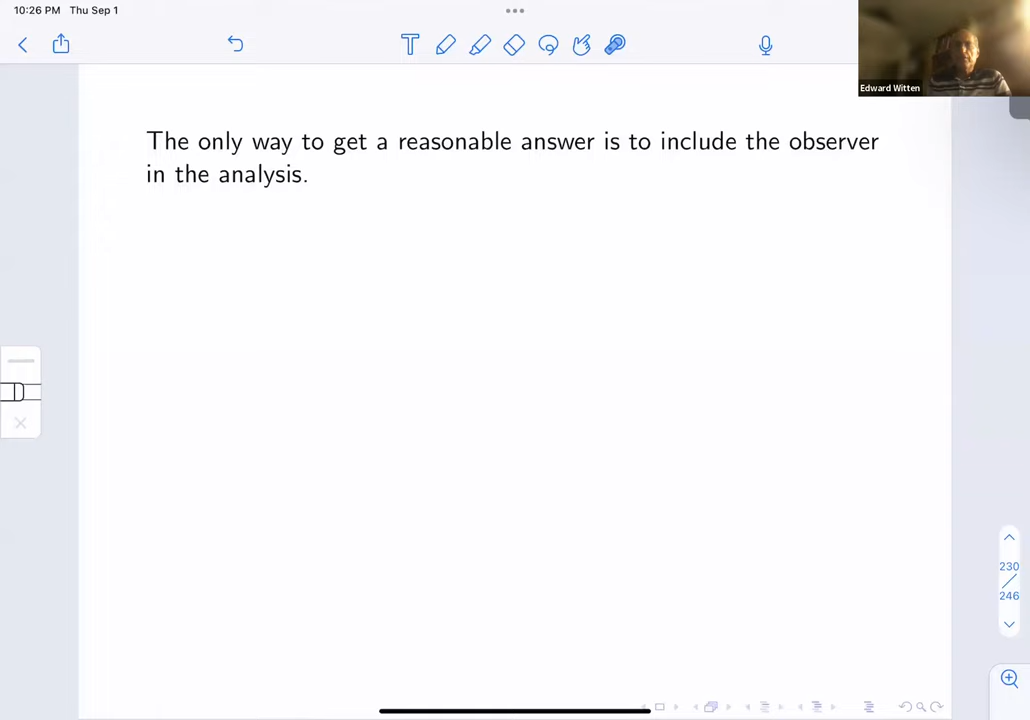 10:26 PM Thu Sep 1
Edward Witten
The only way to get a reasonable answer is to include the observer
in the analysis.
230
246